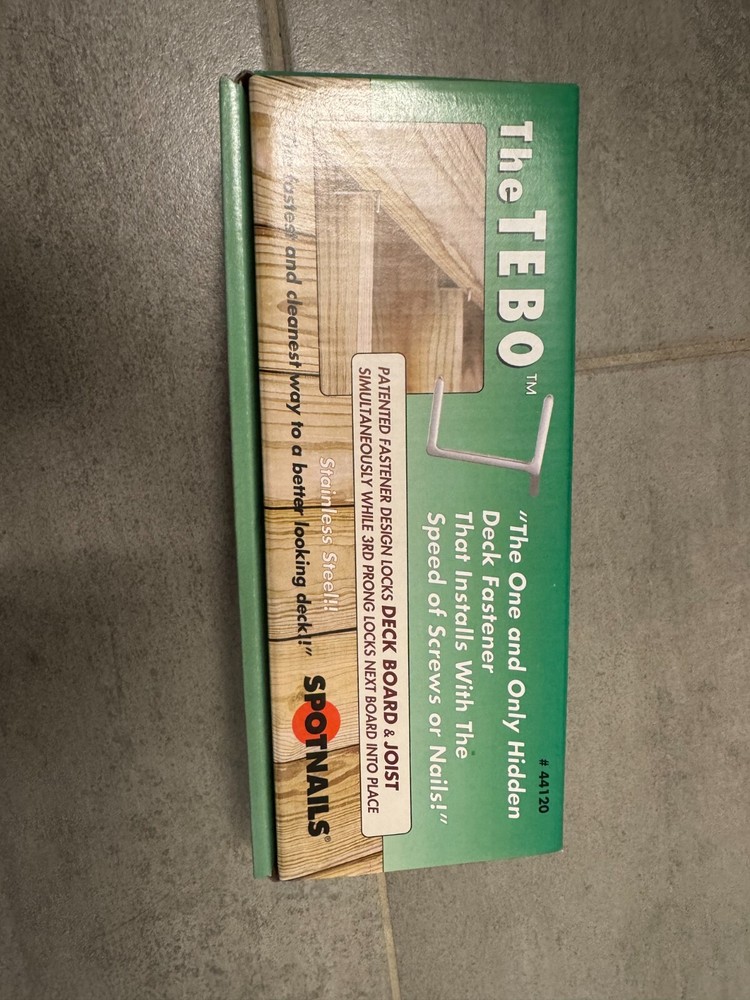 The TEBO™
# 44120
"The One and Only Hidden
Deck Fastener
That Installs With The
Speed of Screws or Nails!"
PATENTED FASTENER DESIGN LOCKS DECK BOARD & JOIST
SIMULTANEOUSLY WHILE 3RD PRONG LOCKS NEXT BOARD INTO PLACE
Stainless Steel!!
"The fastest and cleanest way to a better looking deck!!"
SPOTNAILS®